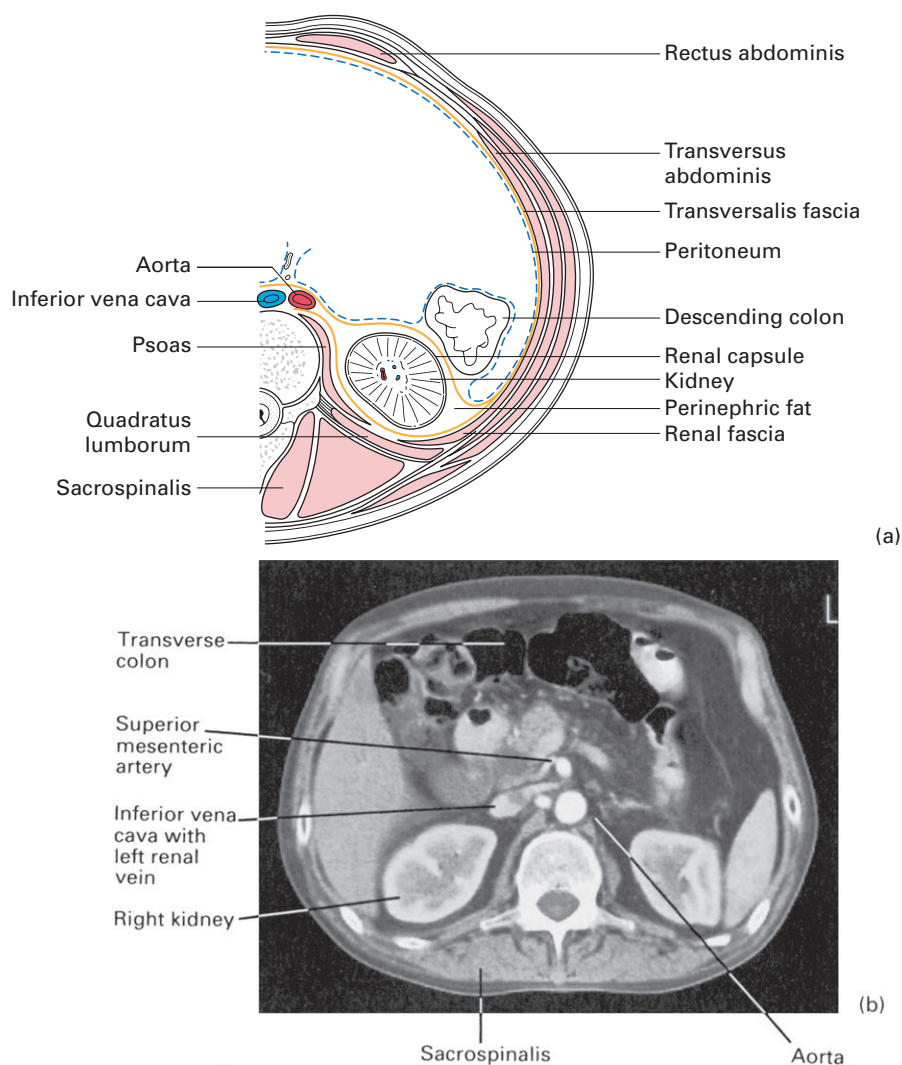 Rectus abdominis
Transversus
abdominis
Transversalis fascia
Peritoneum
Aorta
Inferior vena cava
Descending colon
Psoas
Renal capsule
Kidney
Perinephric fat
Quadratus
lumborum
Renal fascia
Sacrospinalis
(a)
L
Transverse
colon
Superior
mesenteric
artery
Inferior vena
cava with
left renal
vein
Right kidney
(b)
Sacrospinalis
Aorta